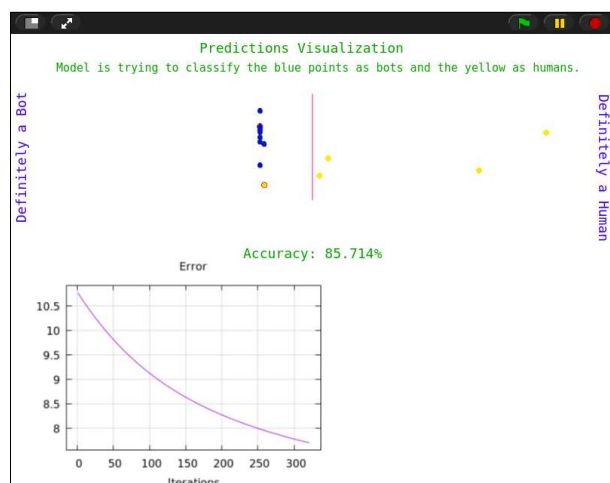 Predictions Visualization
Model is trying to classify the blue points as bots and the yellow as humans.
Definitely a Bot
Definitely a Human
Accuracy: 85.714%
Error
10.5
10
9.5
9
8.5
8
0 50 100 150 200 250 300
Iterations